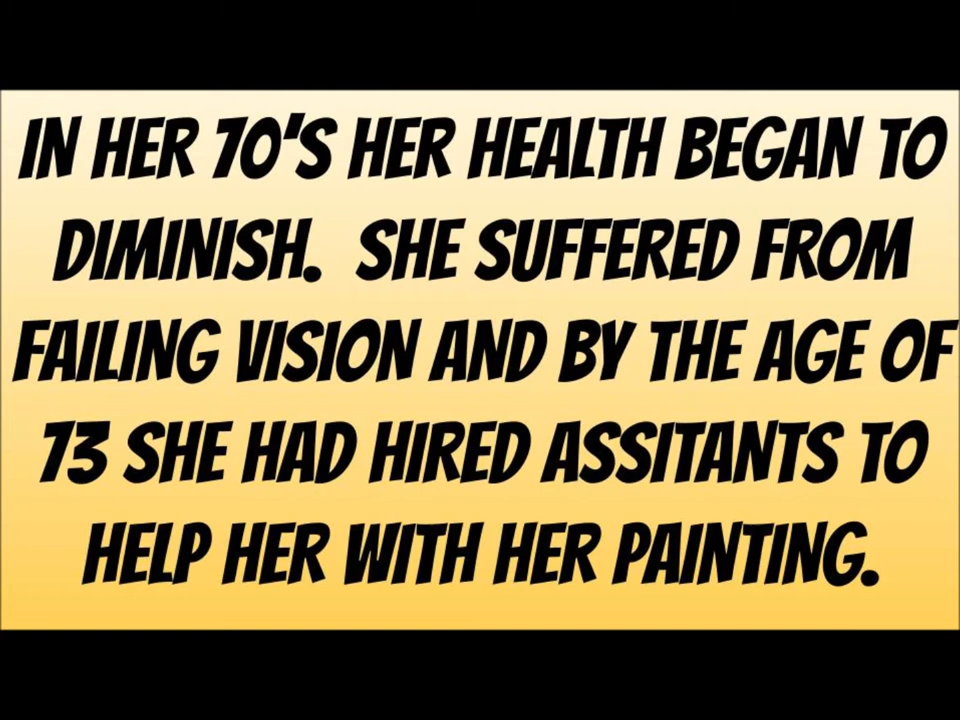 IN HER 70'S HER HEALTH BEGAN TO
DIMINISH. SHE SUFFERED FROM
FAILING VISION AND BY THE AGE OF
73 SHE HAD HIRED ASSITANTS TO
HELP HER WITH HER PAINTING.